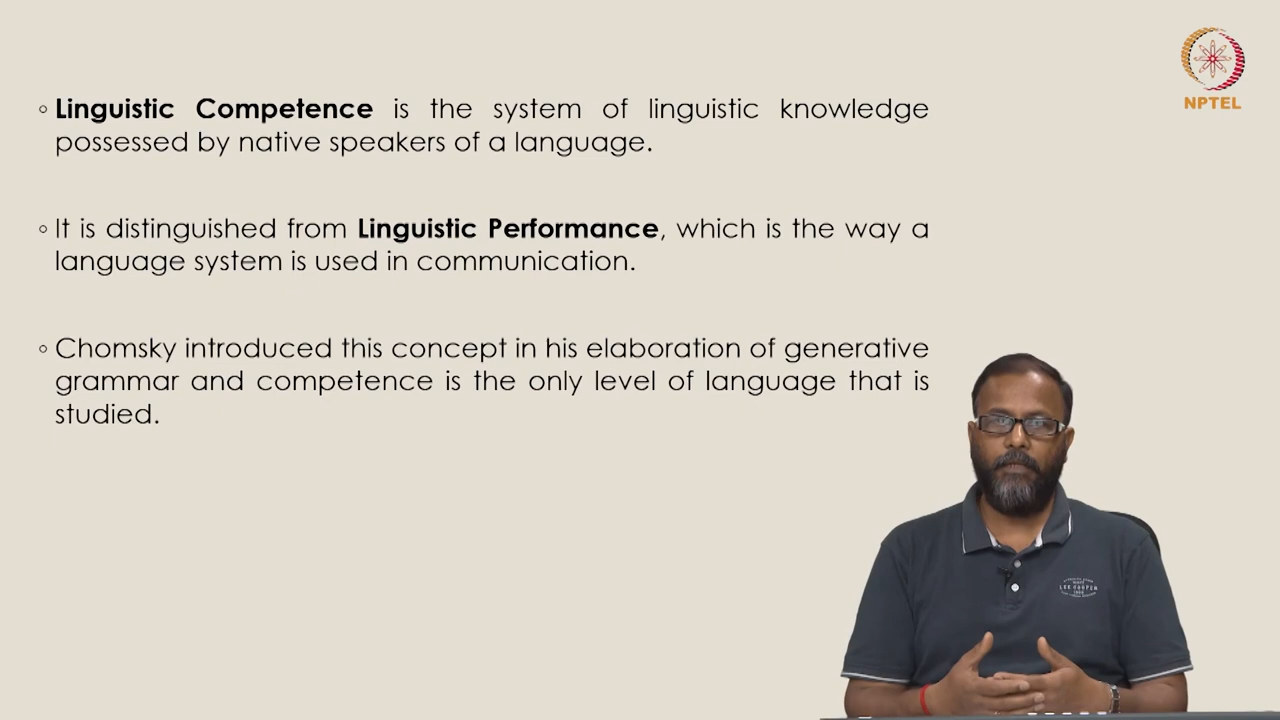 ◦ Linguistic Competence is the system of linguistic knowledge
possessed by native speakers of a language.
◦ It is distinguished from Linguistic Performance, which is the way a
language system is used in communication.
◦ Chomsky introduced this concept in his elaboration of generative
grammar and competence is the only level of language that is
studied.
NPTEL
LEE COOPER